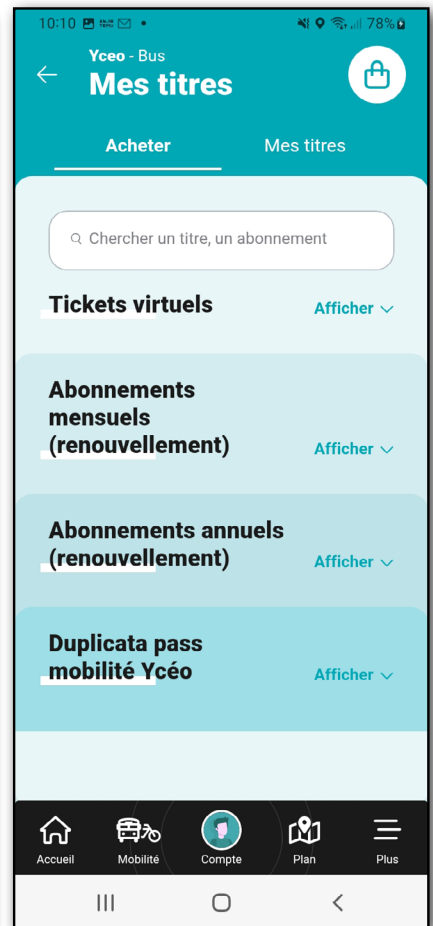 10:10
78%
Yceo - Bus
Mes titres
Acheter
Mes titres
Chercher un titre, un abonnement
Tickets virtuels
Afficher
Abonnements
mensuels
(renouvellement)
Afficher
Abonnements annuels
(renouvellement)
Afficher
Duplicata pass
mobilité Ycéo
Afficher
Accueil
Mobilité
Compte
Plan
Plus